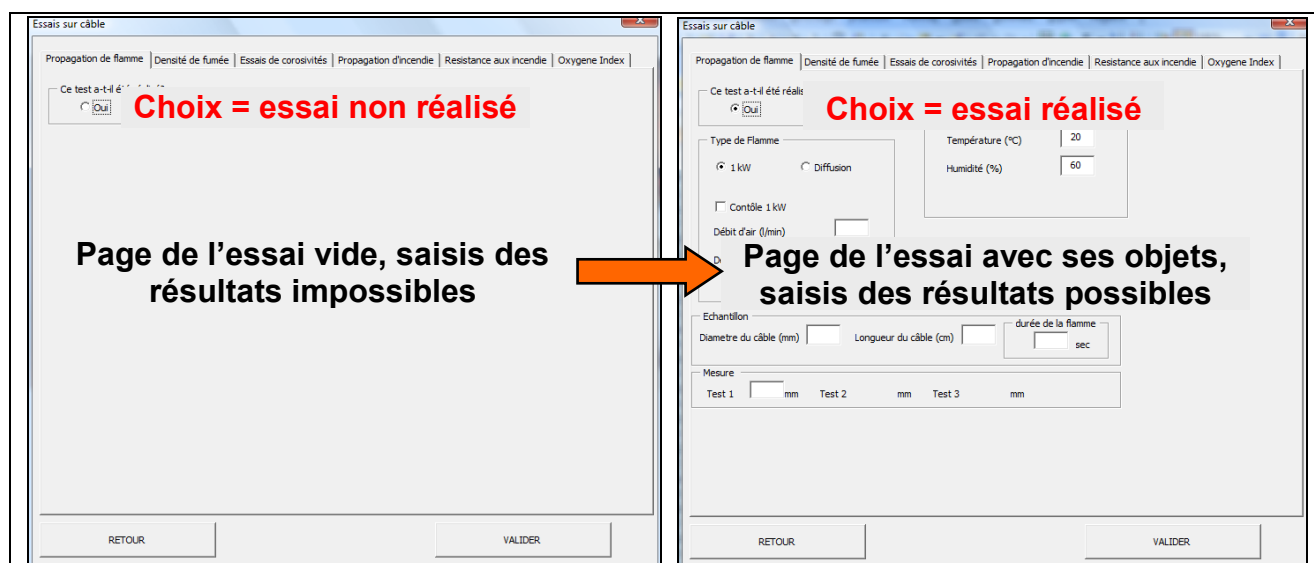 Essais sur câble
Propagation de flamme Densité de fumée Essais de corosivités Propagation d'incendie Resistance aux incendie Oxygene Index
Ce test a-t-il
Oui
Choix = essai non réalisé
Page de l'essai vide, saisis des
résultats impossibles
RETOUR VALIDER
Essais sur câble
Propagation de flamme Densité de fumée Essais de corosivités Propagation d'incendie Resistance aux incendie Oxygene Index
Ce test a-t-il été réalis
Oui
Choix = essai réalisé
Type de Flamme
1 kW Diffusion
Température (°C) 20
Humidité (%) 60
Contôle 1 kW
Débit d'air (l/min)
Page de l'essai avec ses objets,
saisis des résultats possibles
Echantillon
Diametre du câble (mm) Longueur du câble (cm)
durée de la flamme
sec
Mesure
Test 1 mm Test 2 mm Test 3 mm
RETOUR VALIDER